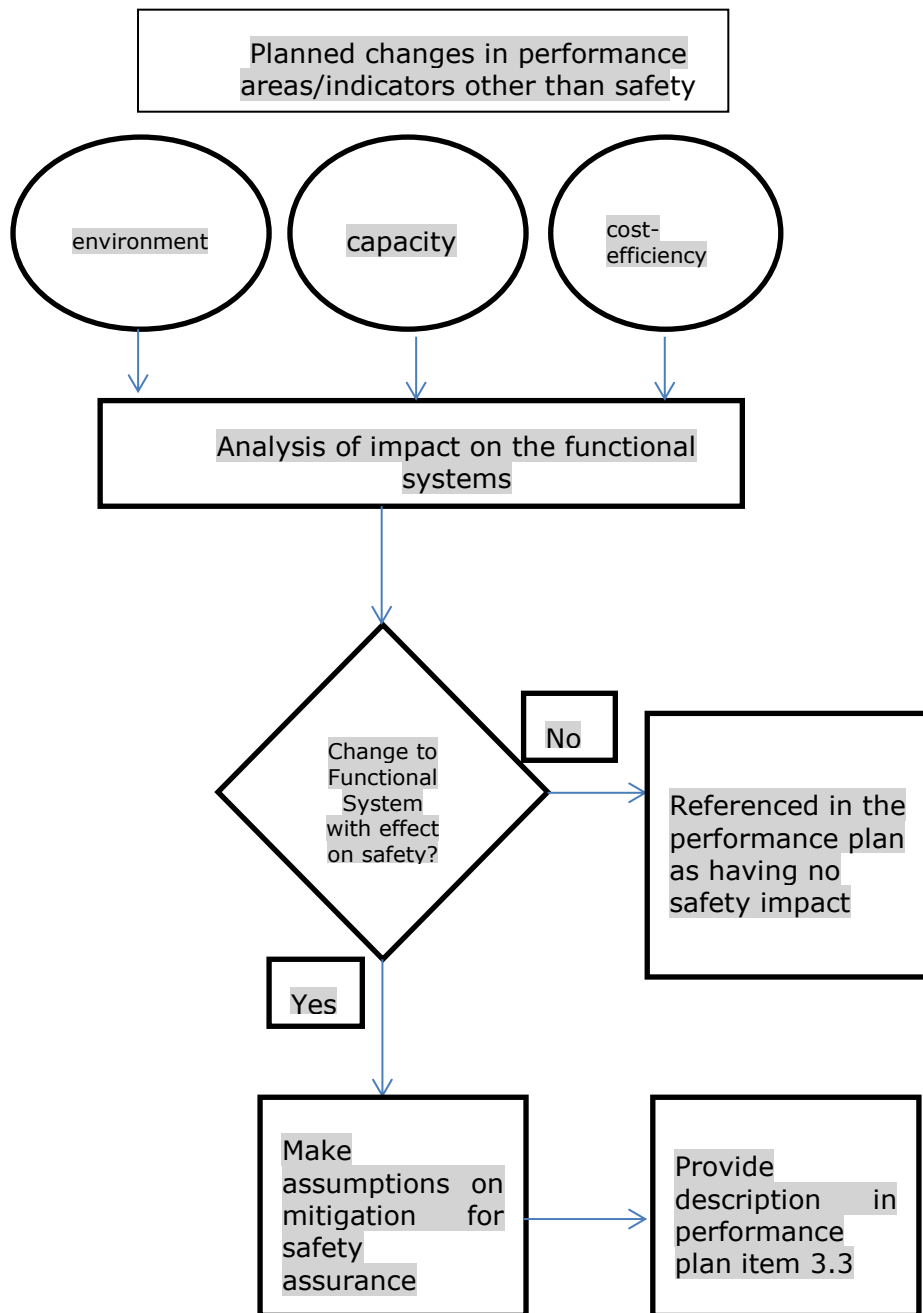 Planned changes in performance
areas/indicators other than safety
environment
capacity
cost-
efficiency
Analysis of impact on the functional
systems
Change to
Functional
System
with effect
on safety?
No
Referenced in the
performance plan
as having no
safety impact
Yes
Make
assumptions on
mitigation for
safety
assurance
Provide
description in
performance
plan item 3.3